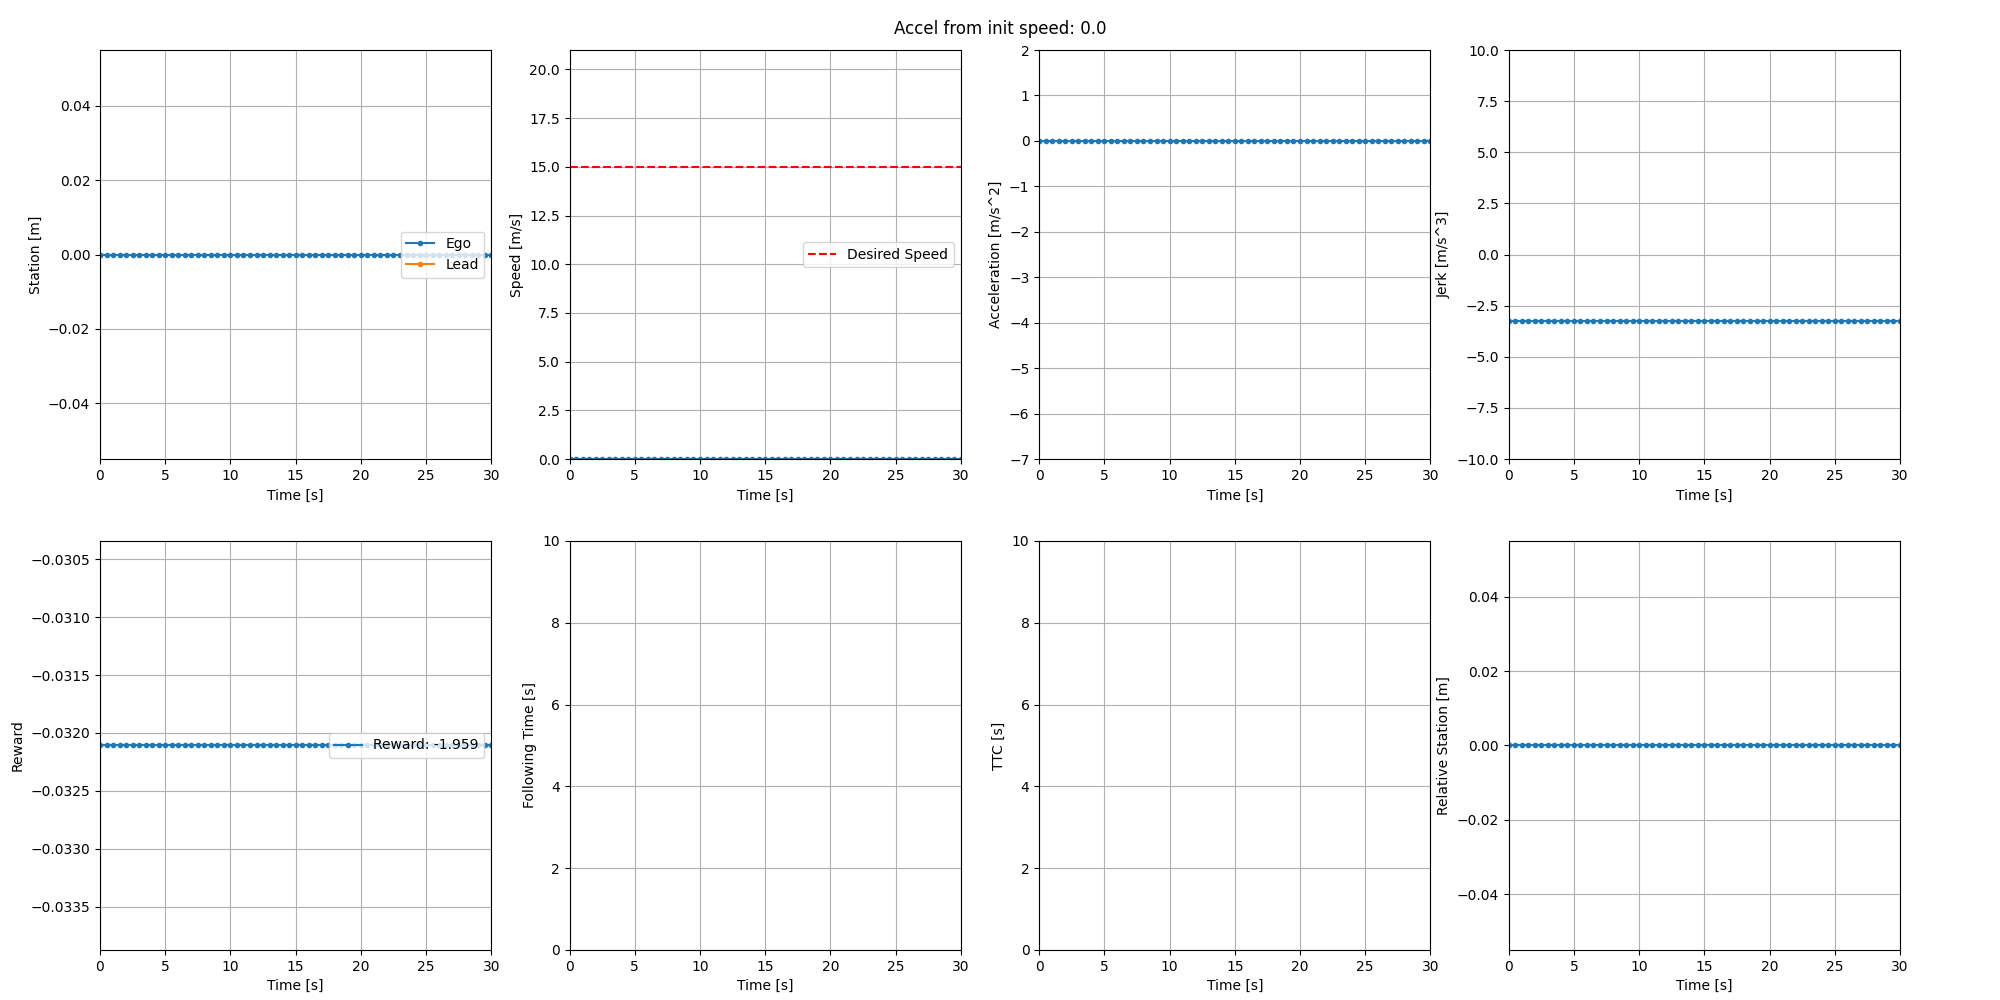 Accel from init speed: 0.0
Station [m]
0.04
0.02
0.00
−0.02
−0.04
Ego
Lead
0 5 10 15 20 25 30
Time [s]
Speed [m/s]
20.0
17.5
15.0
12.5
10.0
7.5
5.0
2.5
0.0
Desired Speed
0 5 10 15 20 25 30
Time [s]
Acceleration [m/s^2]
2
1
0
−1
−2
−3
−4
−5
−6
−7
0 5 10 15 20 25 30
Time [s]
Jerk [m/s^3]
10.0
7.5
5.0
2.5
0.0
−2.5
−5.0
−7.5
−10.0
0 5 10 15 20 25 30
Time [s]
Reward
−0.0305
−0.0310
−0.0315
−0.0320
−0.0325
−0.0330
−0.0335
Reward: -1.959
0 5 10 15 20 25 30
Time [s]
Following Time [s]
10
8
6
4
2
0
0 5 10 15 20 25 30
Time [s]
TTC [s]
10
8
6
4
2
0
0 5 10 15 20 25 30
Time [s]
Relative Station [m]
0.04
0.02
0.00
−0.02
−0.04
0 5 10 15 20 25 30
Time [s]